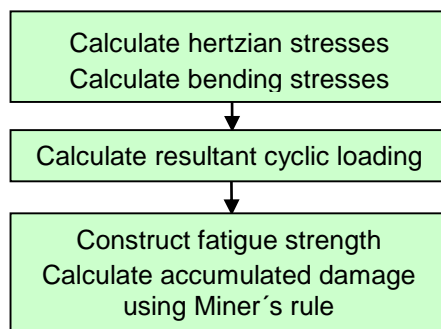 Calculate hertzian stresses
Calculate bending stresses
Calculate resultant cyclic loading
Construct fatigue strength
Calculate accumulated damage
using Miner´s rule